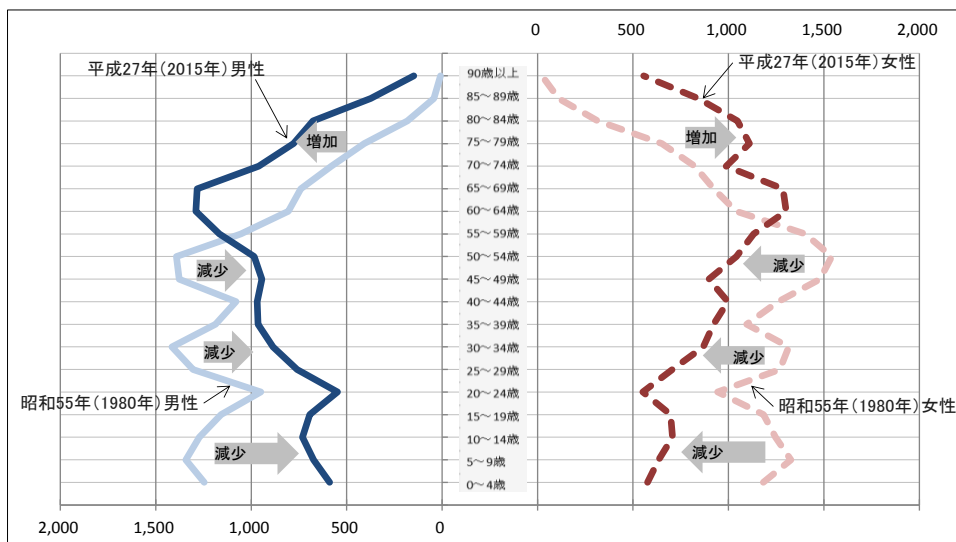 0 500 1,000 1,500 2,000
平成27年(2015年)男性
平成27年(2015年)女性
90歳以上
85～89歳
80～84歳
75～79歳
70～74歳
65～69歳
60～64歳
55～59歳
50～54歳
45～49歳
40～44歳
35～39歳
30～34歳
25～29歳
20～24歳
15～19歳
10～14歳
5～9歳
0～4歳
増加
増加
減少
減少
減少
減少
昭和55年(1980年)男性
昭和55年(1980年)女性
減少
減少
2,000 1,500 1,000 500 0